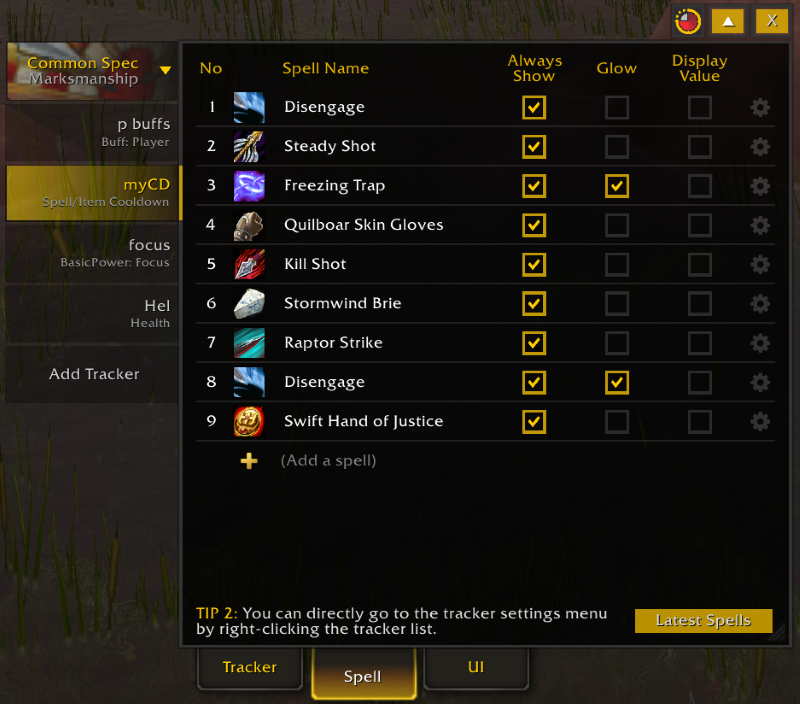 X
Common Spec
Marksmanship
p buffs
Buff: Player
myCD
Spell/Item Cooldown
focus
BasicPower: Focus
Hel
Health
Add Tracker
No Spell Name Always Show Glow Display Value
1 Disengage
2 Steady Shot
3 Freezing Trap
4 Quilboar Skin Gloves
5 Kill Shot
6 Stormwind Brie
7 Raptor Strike
8 Disengage
9 Swift Hand of Justice
(Add a spell)
TIP 2: You can directly go to the tracker settings menu
by right-clicking the tracker list.
Latest Spells
Tracker Spell UI